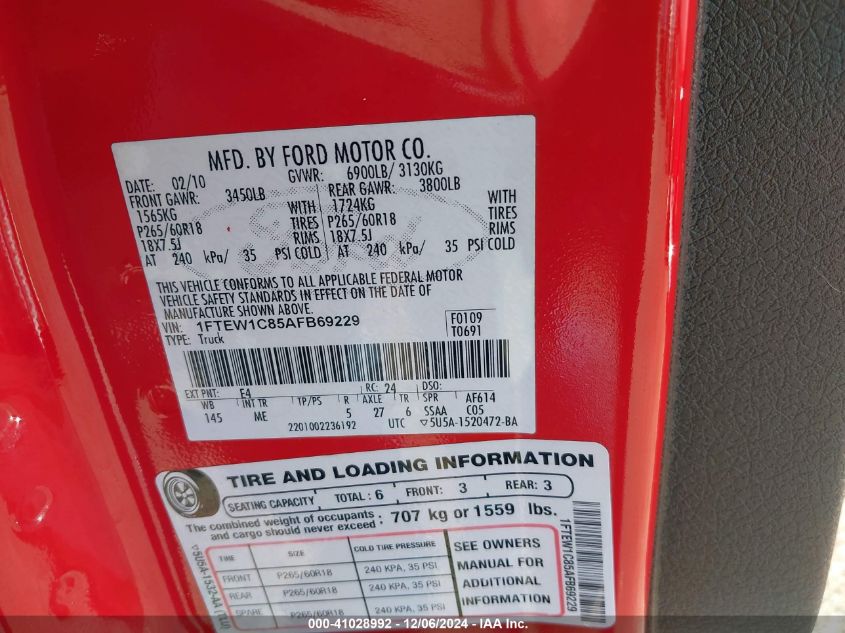 MFD. BY FORD MOTOR CO.
DATE: 02/10 GVWR: 6900LB/ 3130KG
FRONT GAWR: 3450LB REAR GAWR: 3800LB
1565KG WITH 1724KG WITH
P265/60R18 TIRES P265/60R18 TIRES
18X7.5J RIMS 18X7.5J RIMS
AT 240 kPa/ 35 PSI COLD AT 240 kPa/ 35 PSI COLD
THIS VEHICLE CONFORMS TO ALL APPLICABLE FEDERAL MOTOR
VEHICLE SAFETY STANDARDS IN EFFECT ON THE DATE OF
MANUFACTURE SHOWN ABOVE.
VIN: 1FTEW1C85AFB69229 F0109
TYPE: Truck T0691
EXT PNT: E4 RC: 24 DSO:
WB INT TR TP/PS R AXLE TR SPR AF614
145 ME 5 27 6 SSAA C05
2201002236192 UTC ▽5U5A-1520472-BA
TIRE AND LOADING INFORMATION
SEATING CAPACITY TOTAL: 6 FRONT: 3 REAR: 3
The combined weight of occupants and cargo should never exceed: 707 kg or 1559 lbs.
TIRE SIZE COLD TIRE PRESSURE
FRONT P265/60R18 240 KPA, 35 PSI
REAR P265/60R18 240 KPA, 35 PSI
SPARE P265/60R18 240 KPA, 35 PSI
SEE OWNERS
MANUAL FOR
ADDITIONAL
INFORMATION
1FTEW1C85AFB69229
▽5U5A-1532-AA (TLU)
000-41028992 - 12/06/2024 - IAA Inc.